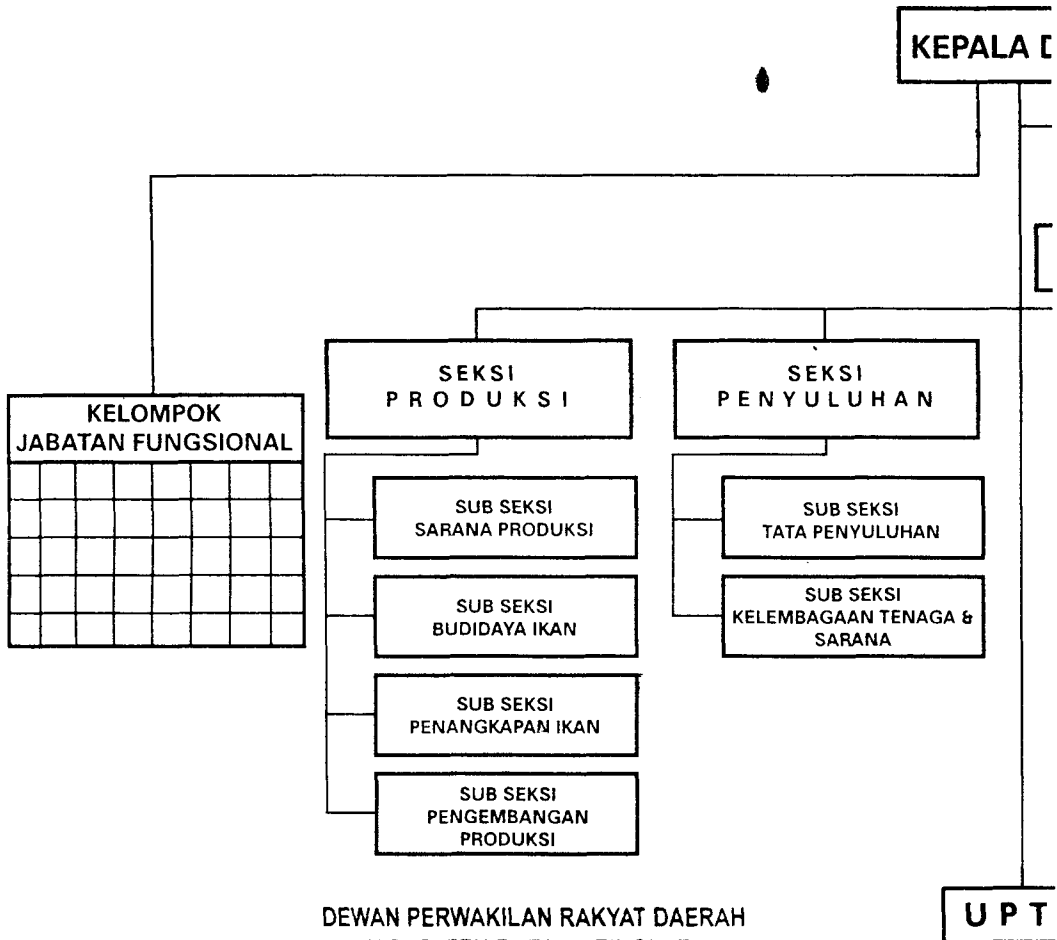 KEPALA D
SEKSI
PRODUKSI
SEKSI
PENYULUHAN
KELOMPOK
JABATAN FUNGSIONAL
SUB SEKSI
SARANA PRODUKSI
SUB SEKSI
TATA PENYULUHAN
SUB SEKSI
BUDIDAYA IKAN
SUB SEKSI
KELEMBAGAAN TENAGA &
SARANA
SUB SEKSI
PENANGKAPAN IKAN
SUB SEKSI
PENGEMBANGAN
PRODUKSI
DEWAN PERWAKILAN RAKYAT DAERAH
UPT